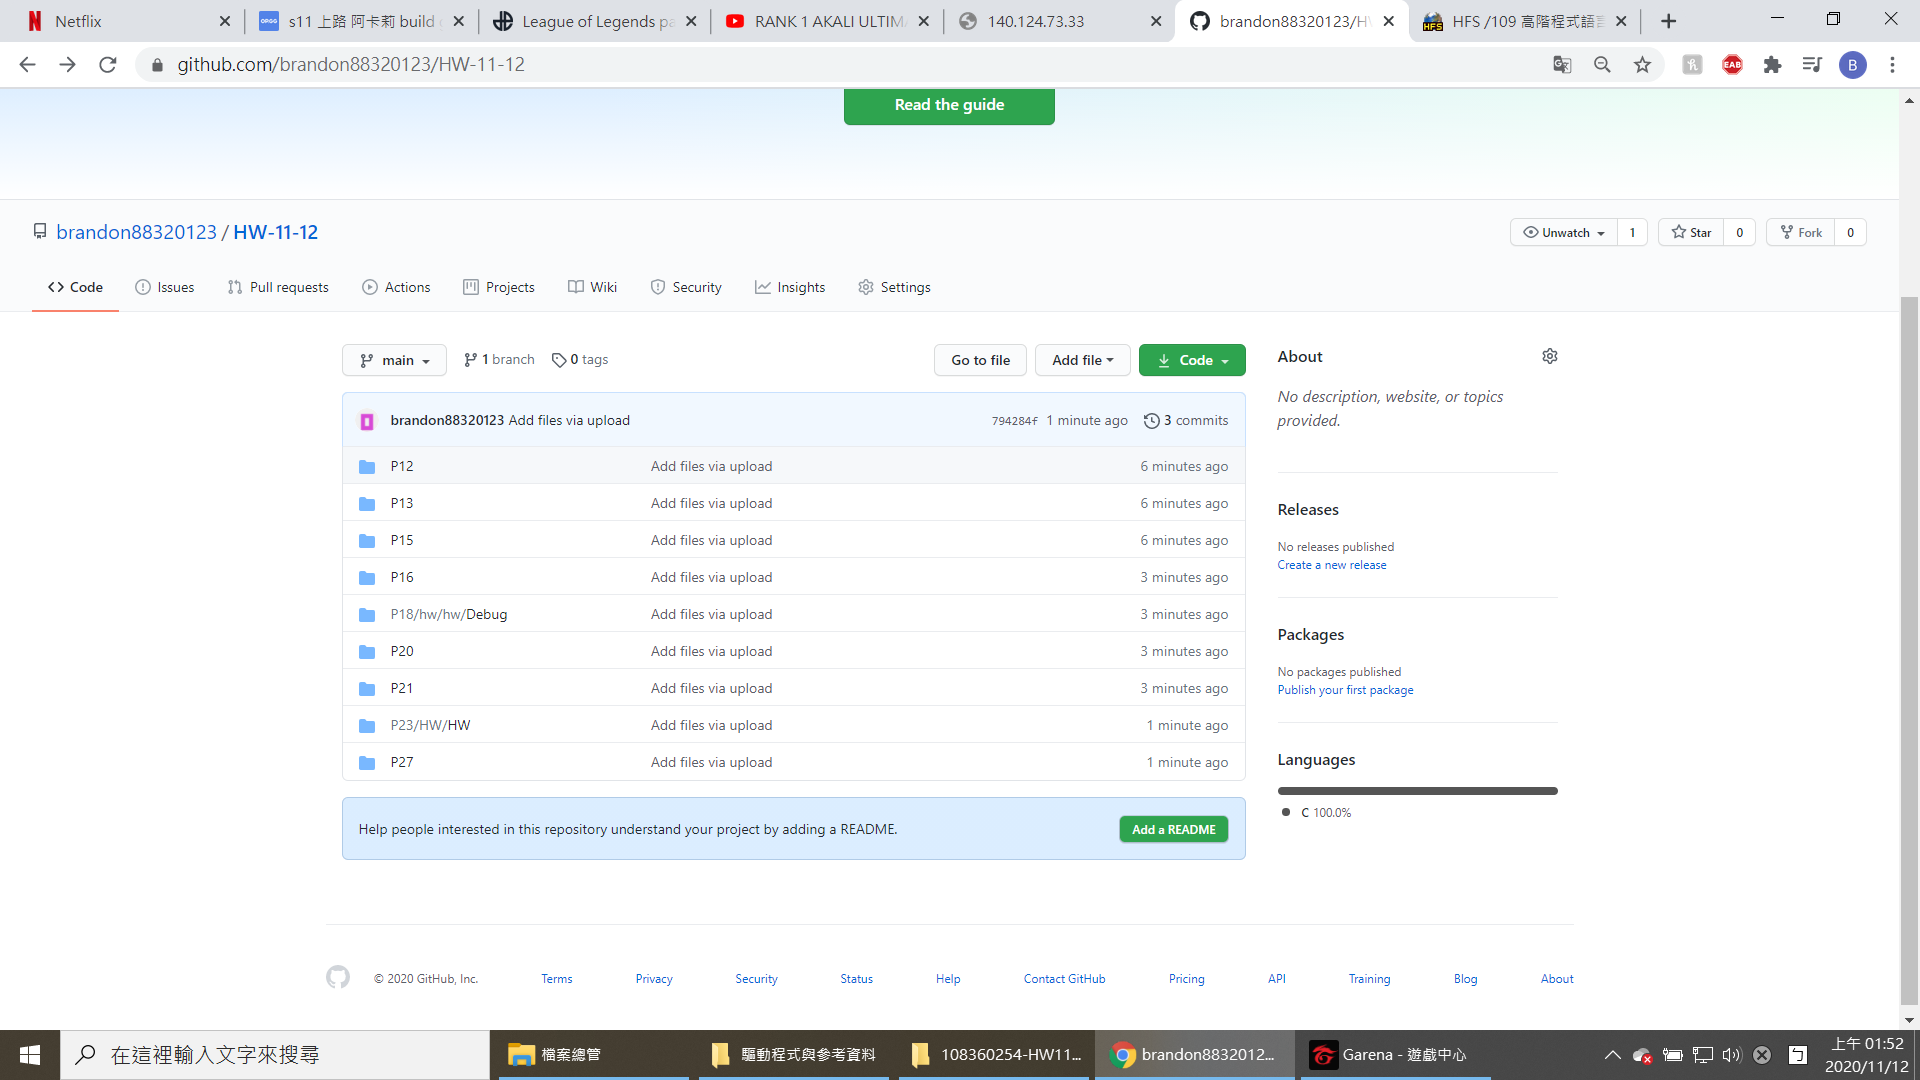 Netflix
s11 上路 阿卡莉 build
League of Legends pa
RANK 1 AKALI ULTIM
140.124.73.33
brandon88320123/H
HFS /109 高階程式語言
github.com/brandon88320123/HW-11-12
EAB
B
Read the guide
brandon88320123 / HW-11-12
Unwatch 1
Star 0
Fork 0
Code
Issues
Pull requests
Actions
Projects
Wiki
Security
Insights
Settings
main
1 branch
0 tags
Go to file
Add file
Code
brandon88320123 Add files via upload 794284f 1 minute ago 3 commits
P12 Add files via upload 6 minutes ago
P13 Add files via upload 6 minutes ago
P15 Add files via upload 6 minutes ago
P16 Add files via upload 3 minutes ago
P18/hw/hw/Debug Add files via upload 3 minutes ago
P20 Add files via upload 3 minutes ago
P21 Add files via upload 3 minutes ago
P23/HW/HW Add files via upload 1 minute ago
P27 Add files via upload 1 minute ago
Help people interested in this repository understand your project by adding a README.
Add a README
About
No description, website, or topics
provided.
Releases
No releases published
Create a new release
Packages
No packages published
Publish your first package
Languages
C 100.0%
© 2020 GitHub, Inc.
Terms
Privacy
Security
Status
Help
Contact GitHub
Pricing
API
Training
Blog
About
在這裡輸入文字來搜尋
檔案總管
驅動程式與參考資料
108360254-HW11...
brandon8832012...
Garena - 遊戲中心
ㄅ
上午 01:52
2020/11/12